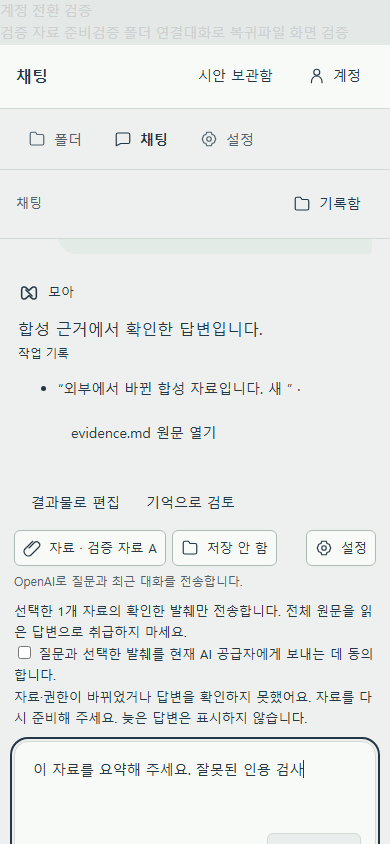 계정 전환 검증
검증 자료 준비검증 폴더 연결대화로 복귀파일 화면 검증
채팅 시안 보관함 계정
폴더 채팅 설정
채팅 기록함
모아
합성 근거에서 확인한 답변입니다.
작업 기록
• “외부에서 바뀐 합성 자료입니다. 새 ” ·
evidence.md 원문 열기
결과물로 편집 기억으로 검토
자료 · 검증 자료 A 저장 안 함 설정
OpenAI로 질문과 최근 대화를 전송합니다.
선택한 1개 자료의 확인한 발췌만 전송합니다. 전체 원문을 읽
은 답변으로 취급하지 마세요.
질문과 선택한 발췌를 현재 AI 공급자에게 보내는 데 동의
합니다.
자료·권한이 바뀌었거나 답변을 확인하지 못했어요. 자료를 다
시 준비해 주세요. 늦은 답변은 표시하지 않습니다.
이 자료를 요약해 주세요. 잘못된 인용 검사